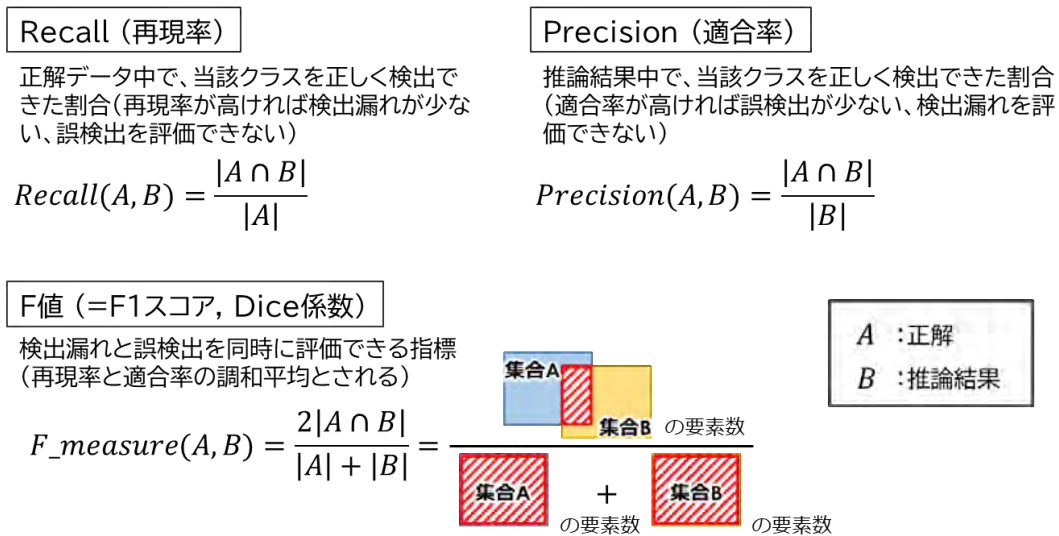 Recall (再現率)
正解データ中で、当該クラスを正しく検出で
きた割合(再現率が高ければ検出漏れが少な
い、誤検出を評価できない)
Recall(A, B) = |A ∩ B| / |A|
Precision (適合率)
推論結果中で、当該クラスを正しく検出できた割合
(適合率が高ければ誤検出が少ない、検出漏れを評
価できない)
Precision(A, B) = |A ∩ B| / |B|
F値 (=F1スコア, Dice係数)
検出漏れと誤検出を同時に評価できる指標
(再現率と適合率の調和平均とされる)
F_measure(A, B) = 2|A ∩ B| / |A| + |B| =
集合A
集合B の要素数
集合A の要素数 + 集合B の要素数
A :正解
B :推論結果